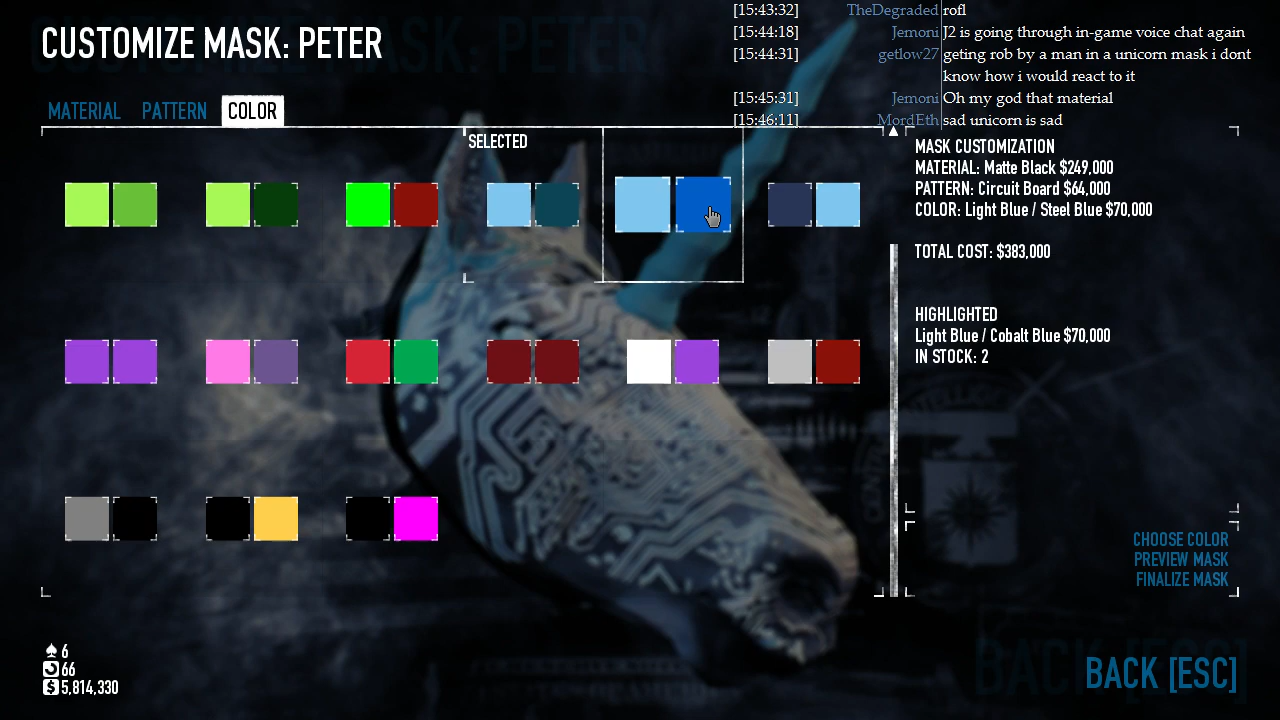 CUSTOMIZE MASK: PETER
[15:43:32] TheDegraded rofl
[15:44:18] Jemoni J2 is going through in-game voice chat again
[15:44:31] getlow27 geting rob by a man in a unicorn mask i dont
know how i would react to it
[15:45:31] Jemoni Oh my god that material
[15:46:11] MordEth sad unicorn is sad
MATERIAL PATTERN COLOR
SELECTED
MASK CUSTOMIZATION
MATERIAL: Matte Black $249,000
PATTERN: Circuit Board $64,000
COLOR: Light Blue / Steel Blue $70,000
TOTAL COST: $383,000
HIGHLIGHTED
Light Blue / Cobalt Blue $70,000
IN STOCK: 2
CHOOSE COLOR
PREVIEW MASK
FINALIZE MASK
6
66
$ 5,814,330
BACK [ESC]